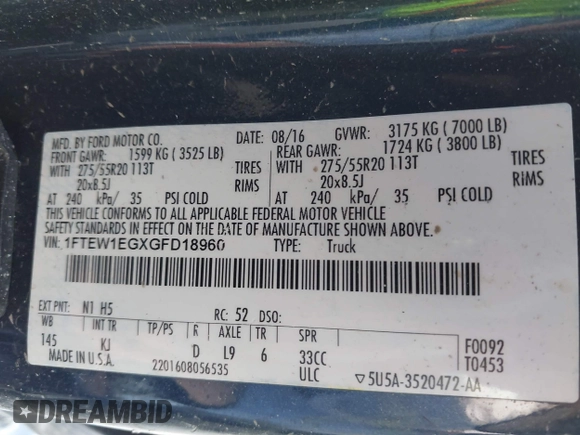 MFD. BY FORD MOTOR CO.
DATE: 08/16 GVWR: 3175 KG ( 7000 LB)
FRONT GAWR: 1599 KG ( 3525 LB) REAR GAWR: 1724 KG ( 3800 LB)
WITH 275/55R20 113T TIRES WITH 275/55R20 113T TIRES
20x8.5J RIMS 20x8.5J RIMS
AT 240 kPa/ 35 PSI COLD AT 240 kPa/ 35 PSI COLD
THIS VEHICLE CONFORMS TO ALL APPLICABLE FEDERAL MOTOR VEHICLE
SAFETY STANDARDS IN EFFECT ON THE DATE OF MANUFACTURE SHOWN ABOVE.
VIN: 1FTEW1EGXGFD18960 TYPE: Truck
EXT PNT: N1 H5 RC: 52 DSO:
WB INT TR TP/PS R AXLE TR SPR F0092
145 KJ D L9 6 33CC T0453
MADE IN U.S.A. 2201608056535 ULC ▽5U5A-3520472-AA
DREAMBID